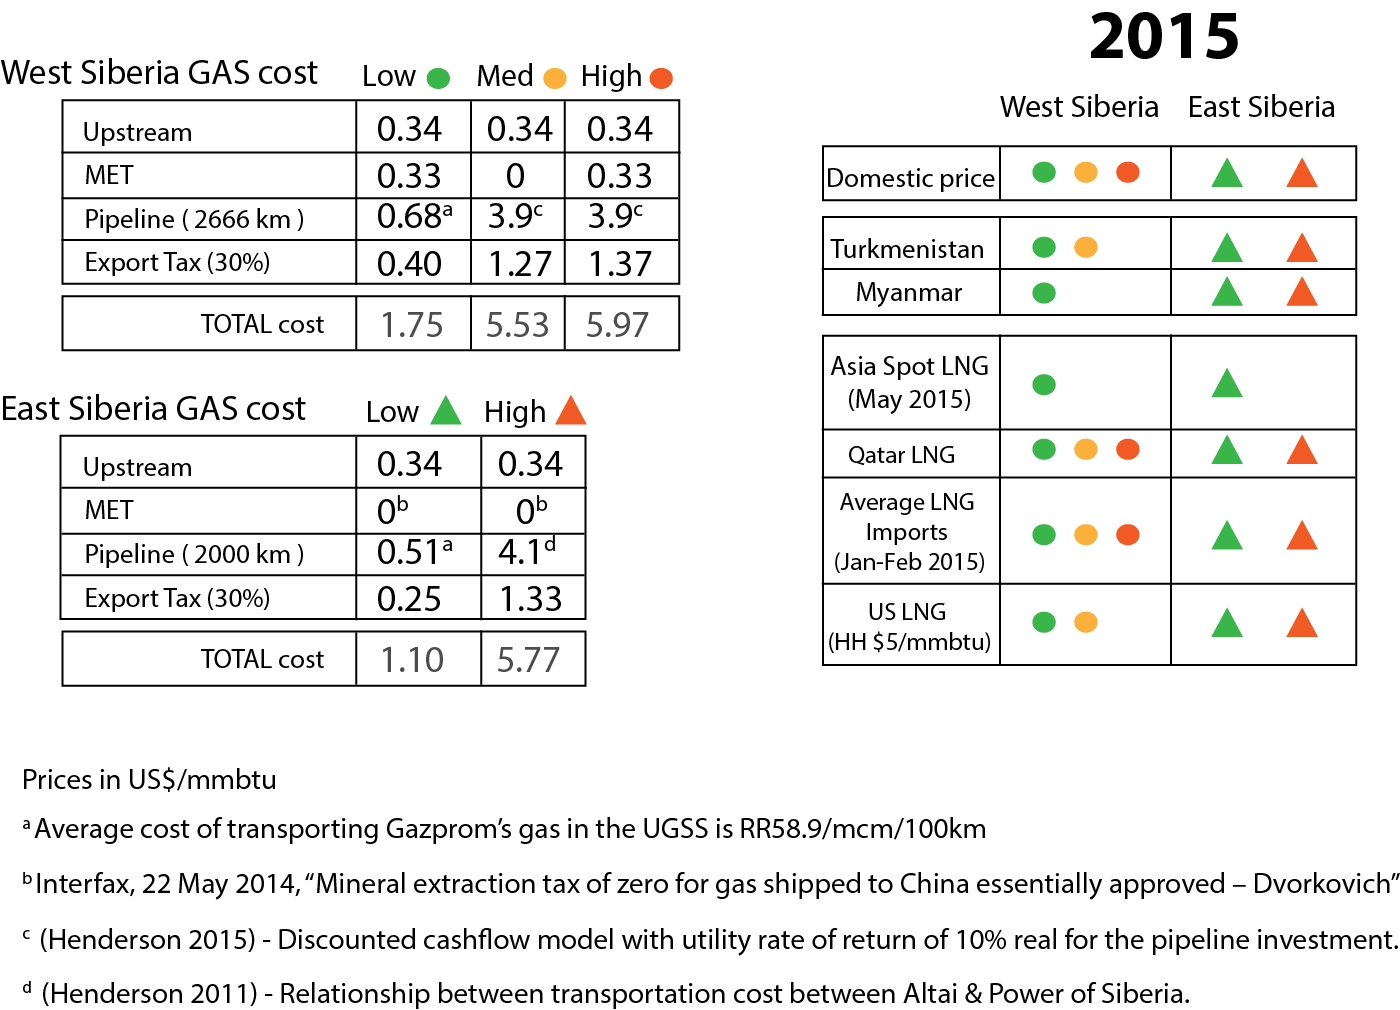 West Siberia GAS cost Low Med High
Upstream 0.34 0.34 0.34
MET 0.33 0 0.33
Pipeline ( 2666 km ) 0.68a 3.9c 3.9c
Export Tax (30%) 0.40 1.27 1.37
TOTAL cost 1.75 5.53 5.97
East Siberia GAS cost Low High
Upstream 0.34 0.34
MET 0b 0b
Pipeline ( 2000 km ) 0.51a 4.1d
Export Tax (30%) 0.25 1.33
TOTAL cost 1.10 5.77
2015
West Siberia East Siberia
Domestic price
Turkmenistan
Myanmar
Asia Spot LNG
(May 2015)
Qatar LNG
Average LNG
Imports
(Jan-Feb 2015)
US LNG
(HH $5/mmbtu)
Prices in US$/mmbtu
a Average cost of transporting Gazprom’s gas in the UGSS is RR58.9/mcm/100km
b Interfax, 22 May 2014, “Mineral extraction tax of zero for gas shipped to China essentially approved – Dvorkovich”
c (Henderson 2015) - Discounted cashflow model with utility rate of return of 10% real for the pipeline investment.
d (Henderson 2011) - Relationship between transportation cost between Altai & Power of Siberia.